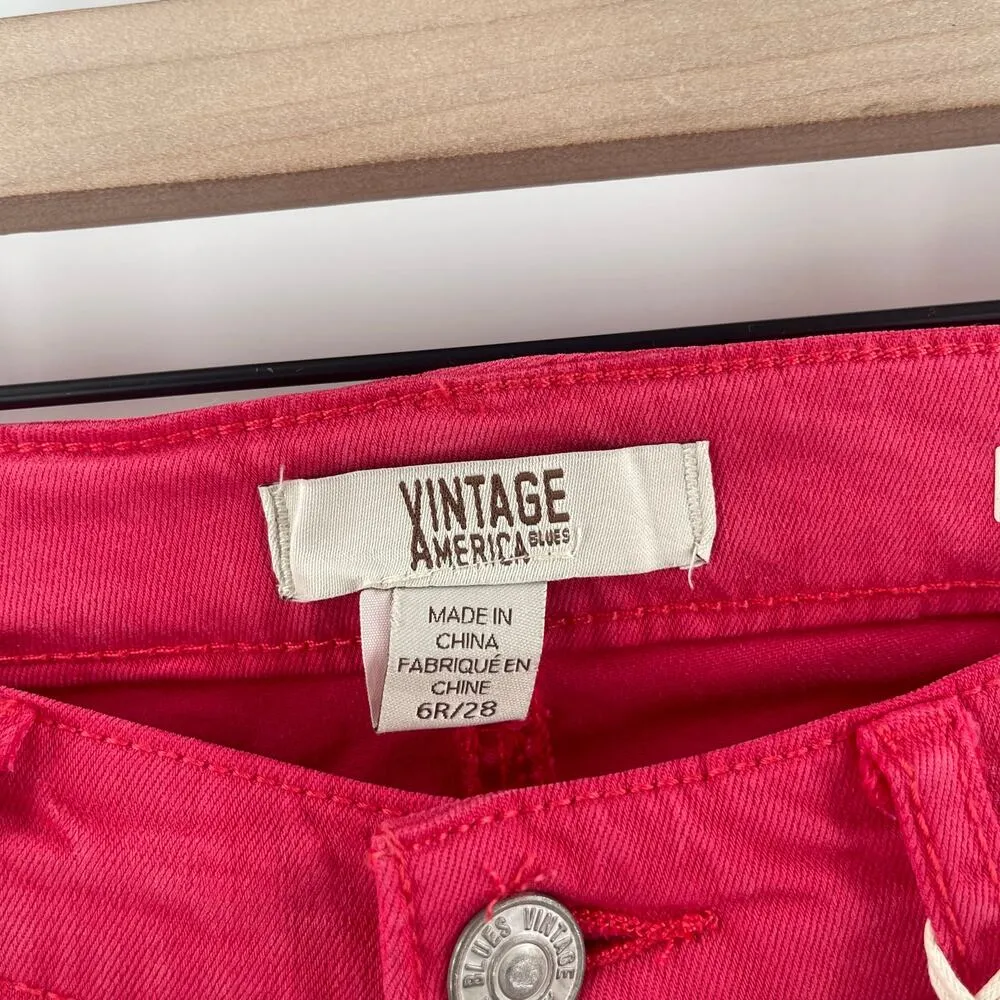 VINTAGE
AMERICA BLUES
MADE IN
CHINA
FABRIQUÉ EN
CHINE
6R/28
BLUES VINTAGE